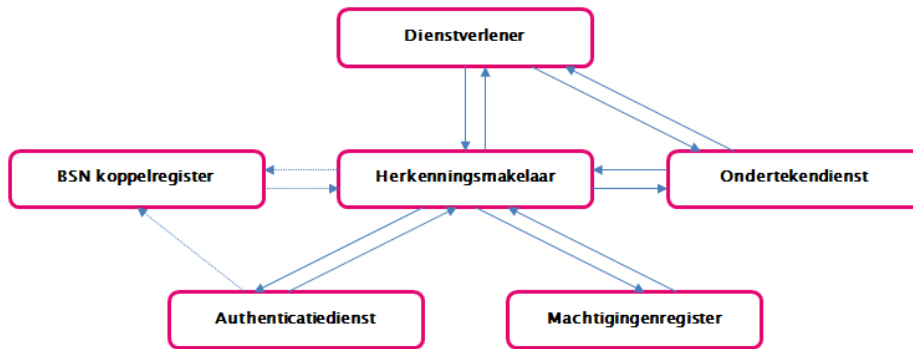 Dienstverlener
BSN koppelregister
Herkenningsmakelaar
Ondertekendienst
Authenticatiedienst
Machtigingenregister